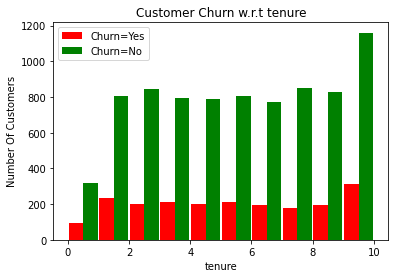 Customer Churn w.r.t tenure
Churn=Yes
Churn=No
Number Of Customers
1200
1000
800
600
400
200
0
0 2 4 6 8 10
tenure